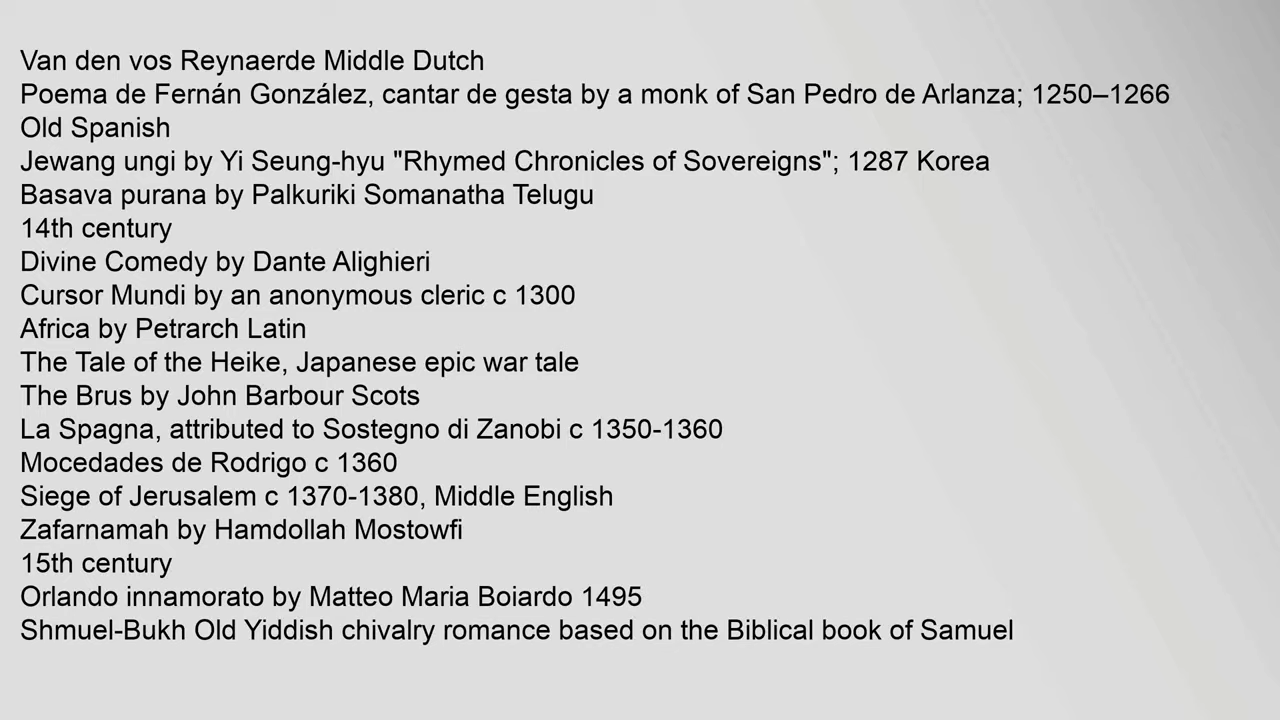 Van den vos Reynaerde Middle Dutch
Poema de Fernán González, cantar de gesta by a monk of San Pedro de Arlanza; 1250–1266
Old Spanish
Jewang ungi by Yi Seung-hyu "Rhymed Chronicles of Sovereigns"; 1287 Korea
Basava purana by Palkuriki Somanatha Telugu
14th century
Divine Comedy by Dante Alighieri
Cursor Mundi by an anonymous cleric c 1300
Africa by Petrarch Latin
The Tale of the Heike, Japanese epic war tale
The Brus by John Barbour Scots
La Spagna, attributed to Sostegno di Zanobi c 1350-1360
Mocedades de Rodrigo c 1360
Siege of Jerusalem c 1370-1380, Middle English
Zafarnamah by Hamdollah Mostowfi
15th century
Orlando innamorato by Matteo Maria Boiardo 1495
Shmuel-Bukh Old Yiddish chivalry romance based on the Biblical book of Samuel